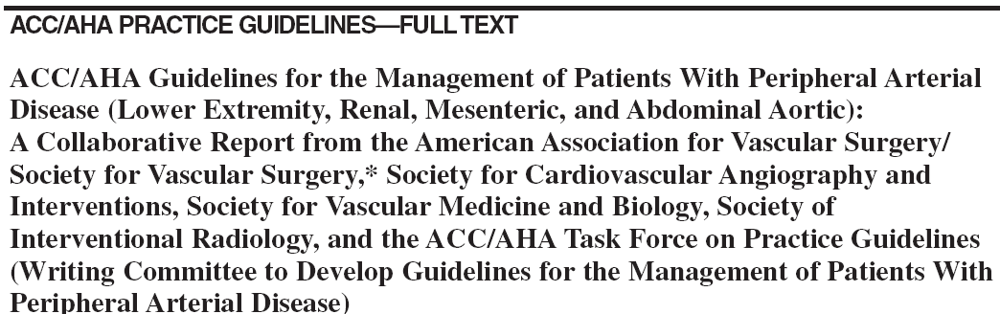 ACC/AHA PRACTICE GUIDELINES—FULL TEXT
ACC/AHA Guidelines for the Management of Patients With Peripheral Arterial
Disease (Lower Extremity, Renal, Mesenteric, and Abdominal Aortic):
A Collaborative Report from the American Association for Vascular Surgery/
Society for Vascular Surgery,* Society for Cardiovascular Angiography and
Interventions, Society for Vascular Medicine and Biology, Society of
Interventional Radiology, and the ACC/AHA Task Force on Practice Guidelines
(Writing Committee to Develop Guidelines for the Management of Patients With
Peripheral Arterial Disease)